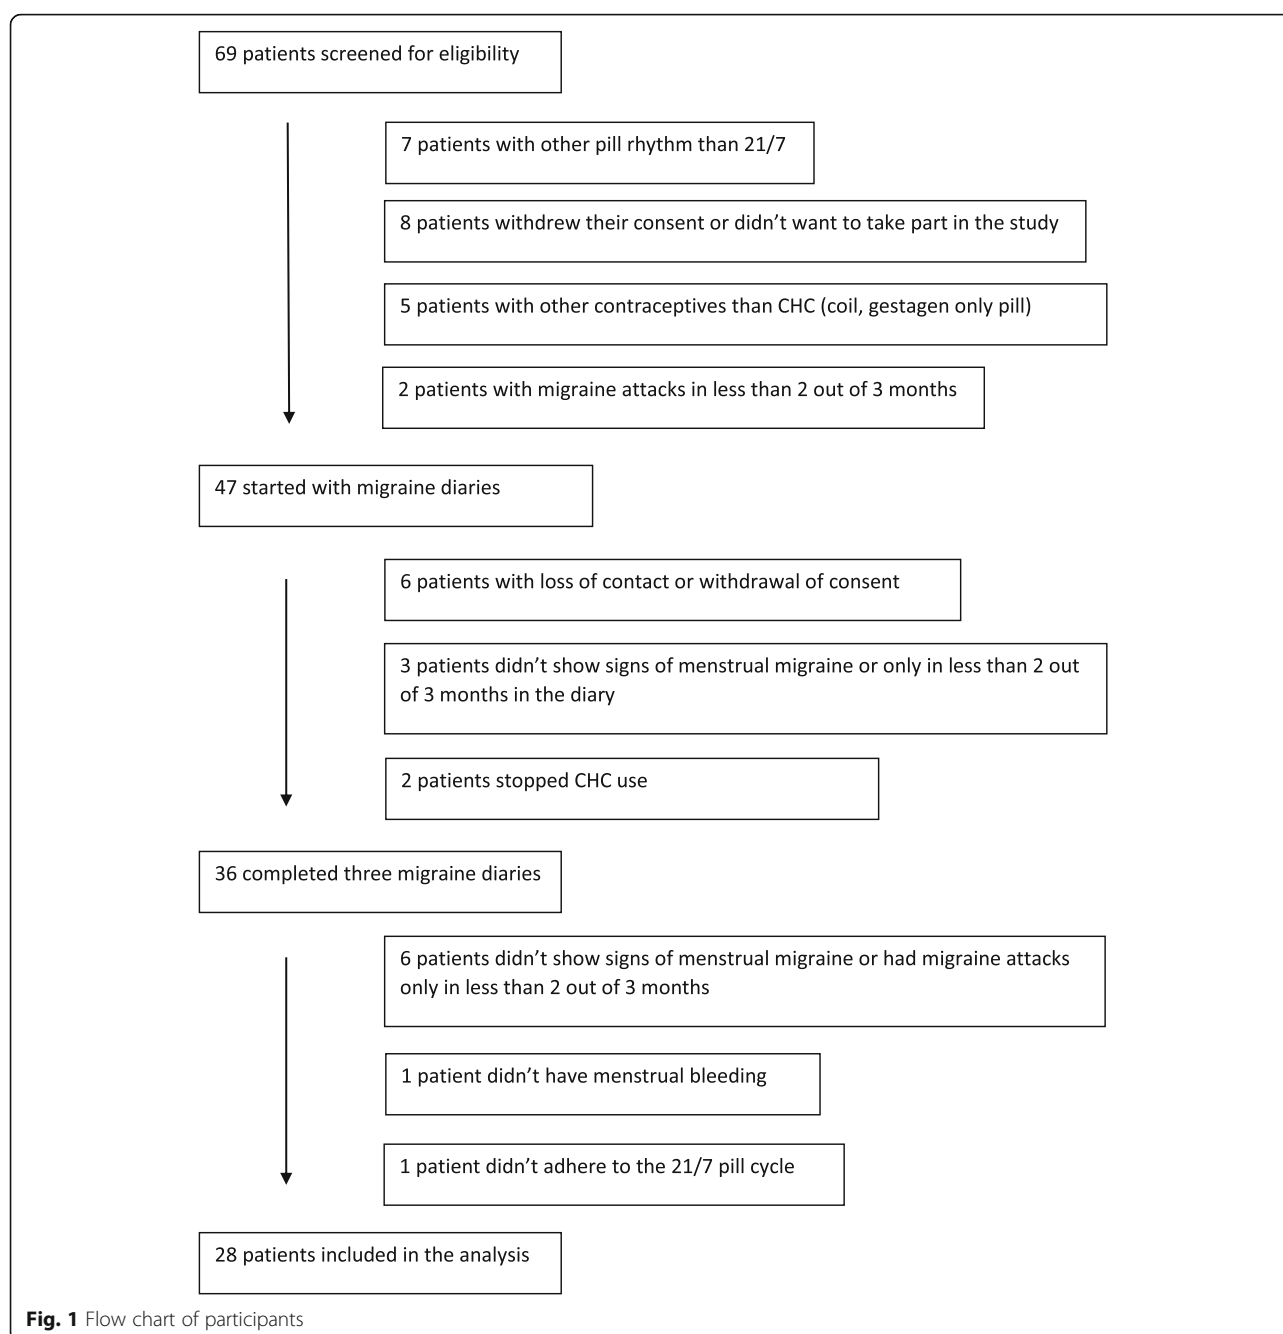 69 patients screened for eligibility
7 patients with other pill rhythm than 21/7
8 patients withdrew their consent or didn’t want to take part in the study
5 patients with other contraceptives than CHC (coil, gestagen only pill)
2 patients with migraine attacks in less than 2 out of 3 months
47 started with migraine diaries
6 patients with loss of contact or withdrawal of consent
3 patients didn’t show signs of menstrual migraine or only in less than 2 out
of 3 months in the diary
2 patients stopped CHC use
36 completed three migraine diaries
6 patients didn’t show signs of menstrual migraine or had migraine attacks
only in less than 2 out of 3 months
1 patient didn’t have menstrual bleeding
1 patient didn’t adhere to the 21/7 pill cycle
28 patients included in the analysis
Fig. 1 Flow chart of participants